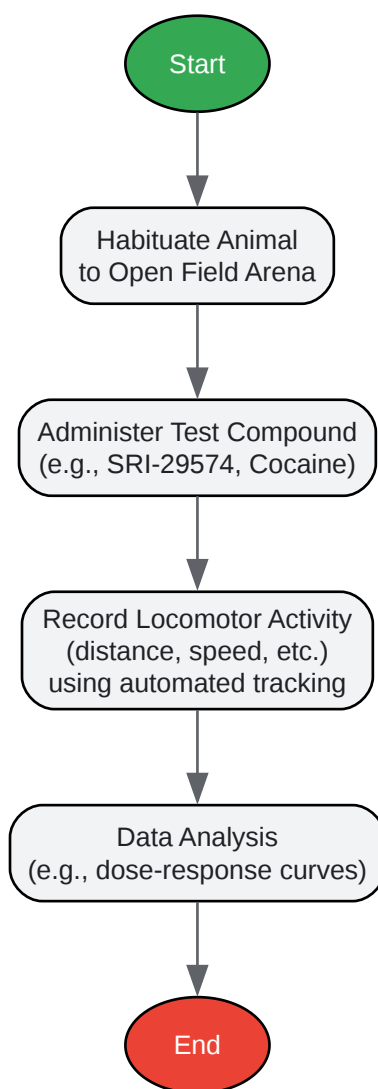 Start
Habituate Animal
to Open Field Arena
Administer Test Compound
(e.g., SRI-29574, Cocaine)
Record Locomotor Activity
(distance, speed, etc.)
using automated tracking
Data Analysis
(e.g., dose-response curves)
End